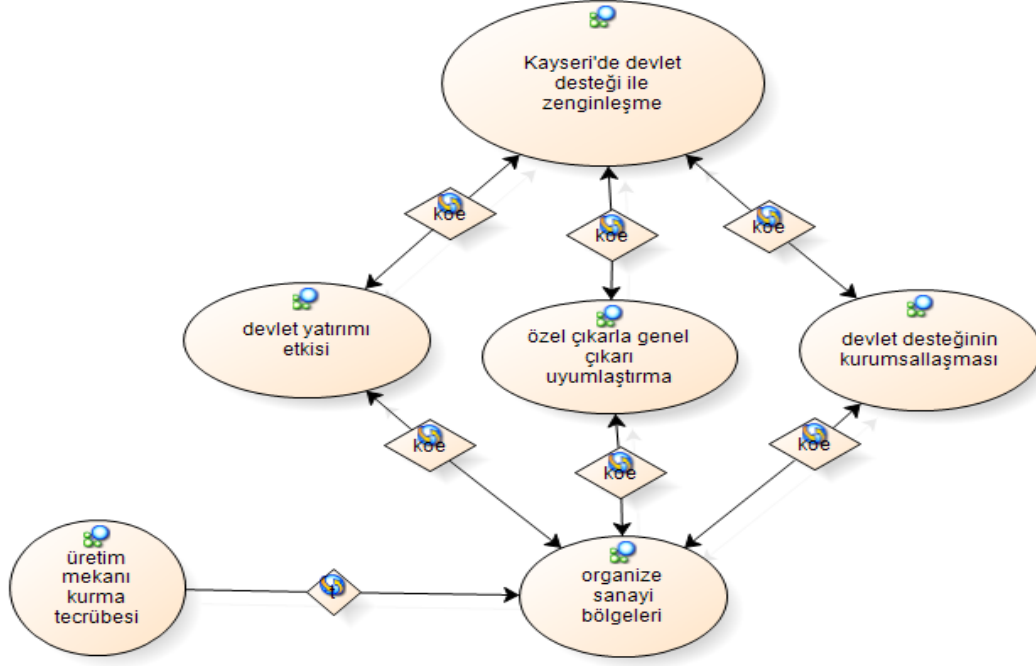 Kayseri'de devlet
desteği ile
zenginleşme
koe
koe
koe
devlet yatırımı
etkisi
özel çıkarla genel
çıkarı
uyumlaştırma
devlet desteğinin
kurumsallaşması
koe
koe
koe
üretim
mekanı
kurma
tecrübesi
organize
sanayi
bölgeleri